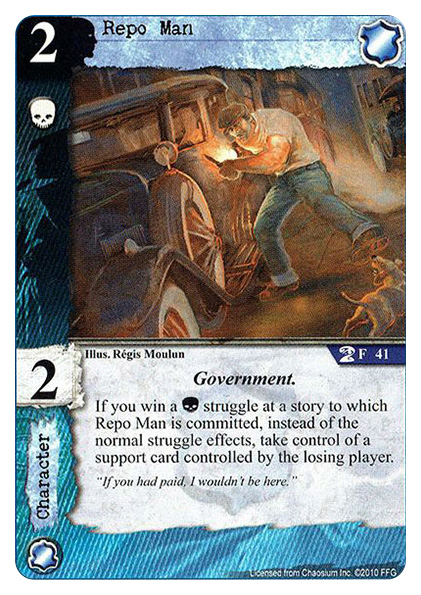 2
Repo Man
Illus. Régis Moulun
F 41
2
Government.
If you win a struggle at a story to which
Repo Man is committed, instead of the
normal struggle effects, take control of a
support card controlled by the losing player.
"If you had paid, I wouldn't be here."
Character
Licensed from Chaosium Inc. ©2010 FFG